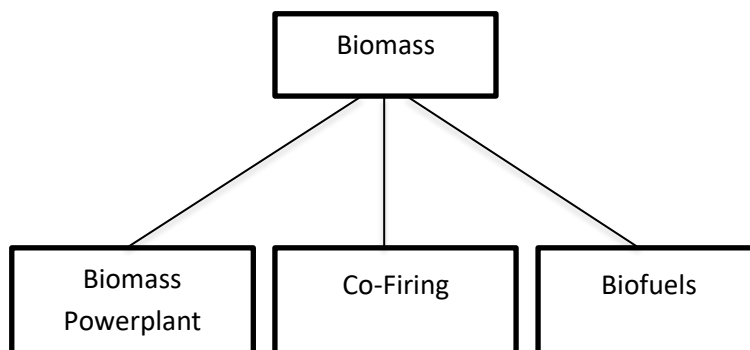 Biomass
Biomass
Powerplant
Co-Firing
Biofuels